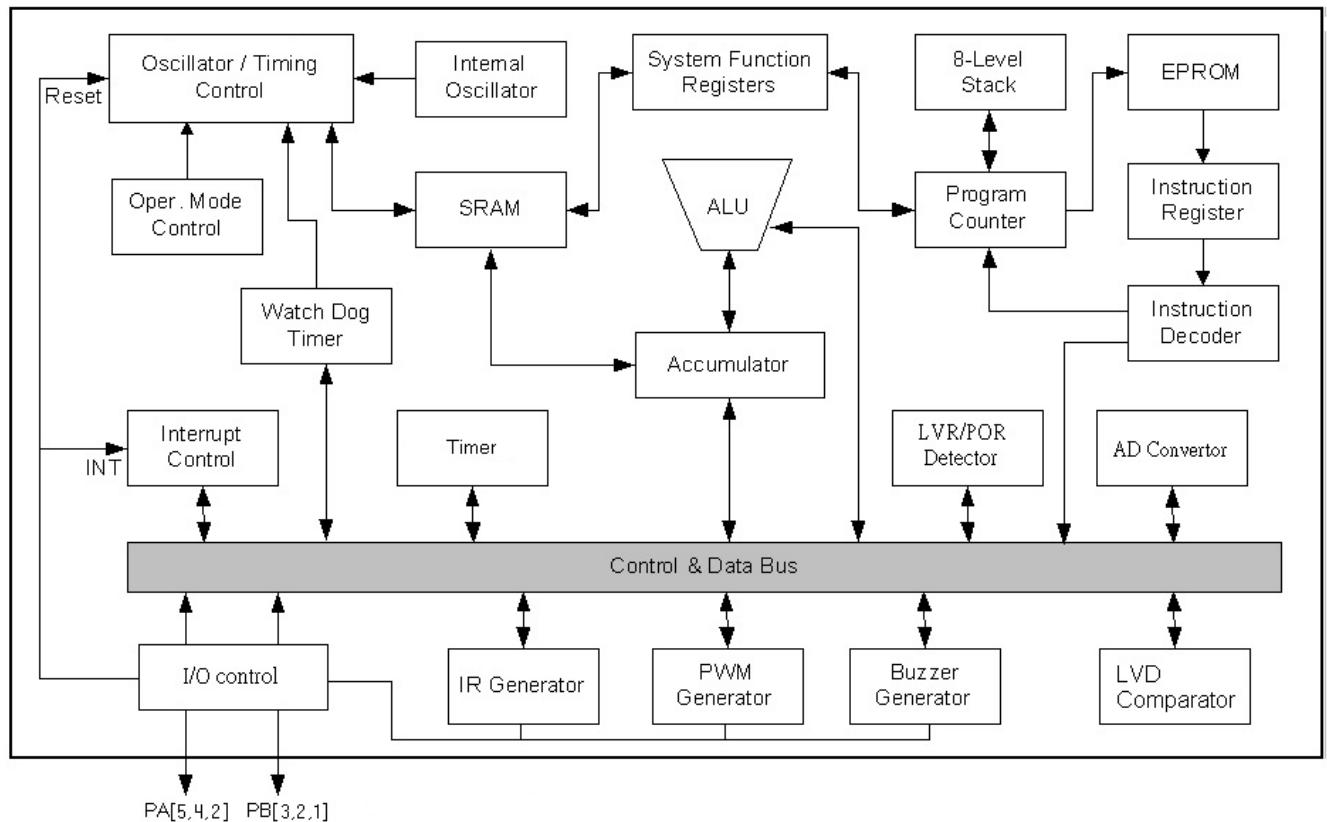 Oscillator / Timing
Control
Internal
Oscillator
System Function
Registers
8-Level
Stack
EPROM
Reset
Oper. Mode
Control
SRAM
ALU
Program
Counter
Instruction
Register
Watch Dog
Timer
Accumulator
Instruction
Decoder
Interrupt
Control
INT
Timer
LVR/POR
Detector
AD Convertor
Control & Data Bus
I/O control
IR Generator
PWM
Generator
Buzzer
Generator
LVD
Comparator
PA[5,4,2] PB[3,2,1]